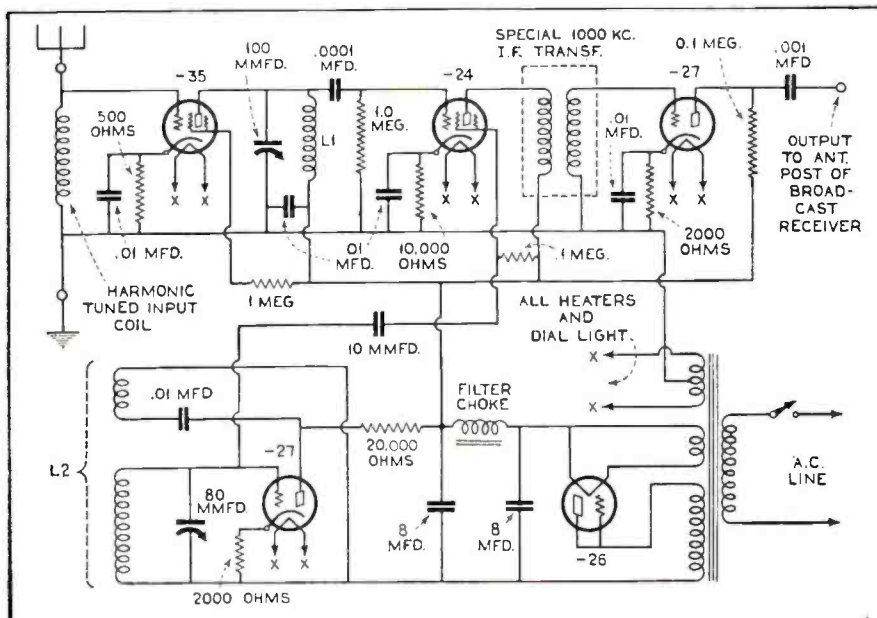 -35
100
MMFD.
.0001
MFD.
-24
SPECIAL 1000 KC.
I.F. TRANSF.
-27
0.1 MEG.
.001
MFD.
500
OHMS
L1
1.0
MEG.
.01
MFD.
OUTPUT
TO ANT.
POST OF
BROAD-
CAST
RECEIVER
X
X
X
X
X
X
.01 MFD.
.01
MFD.
10,000
OHMS
2000
OHMS
HARMONIC
TUNED INPUT
COIL
.1 MEG
.1 MEG.
ALL HEATERS
AND
DIAL LIGHT
10 MMFD.
X
X
.01 MFD
FILTER
CHOKE
L2
-27
20,000
OHMS
A.C.
LINE
80
MMFD.
8
MFD.
8
MFD.
-26
X
X
2000 OHMS